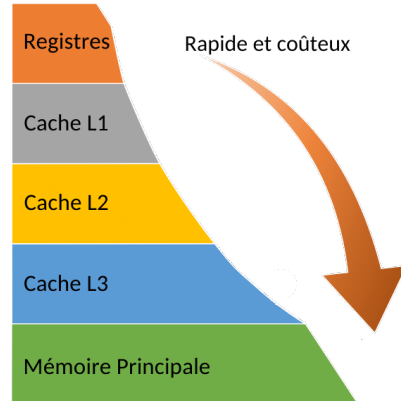 Registres
Rapide et coûteux
Cache L1
Cache L2
Cache L3
Mémoire Principale